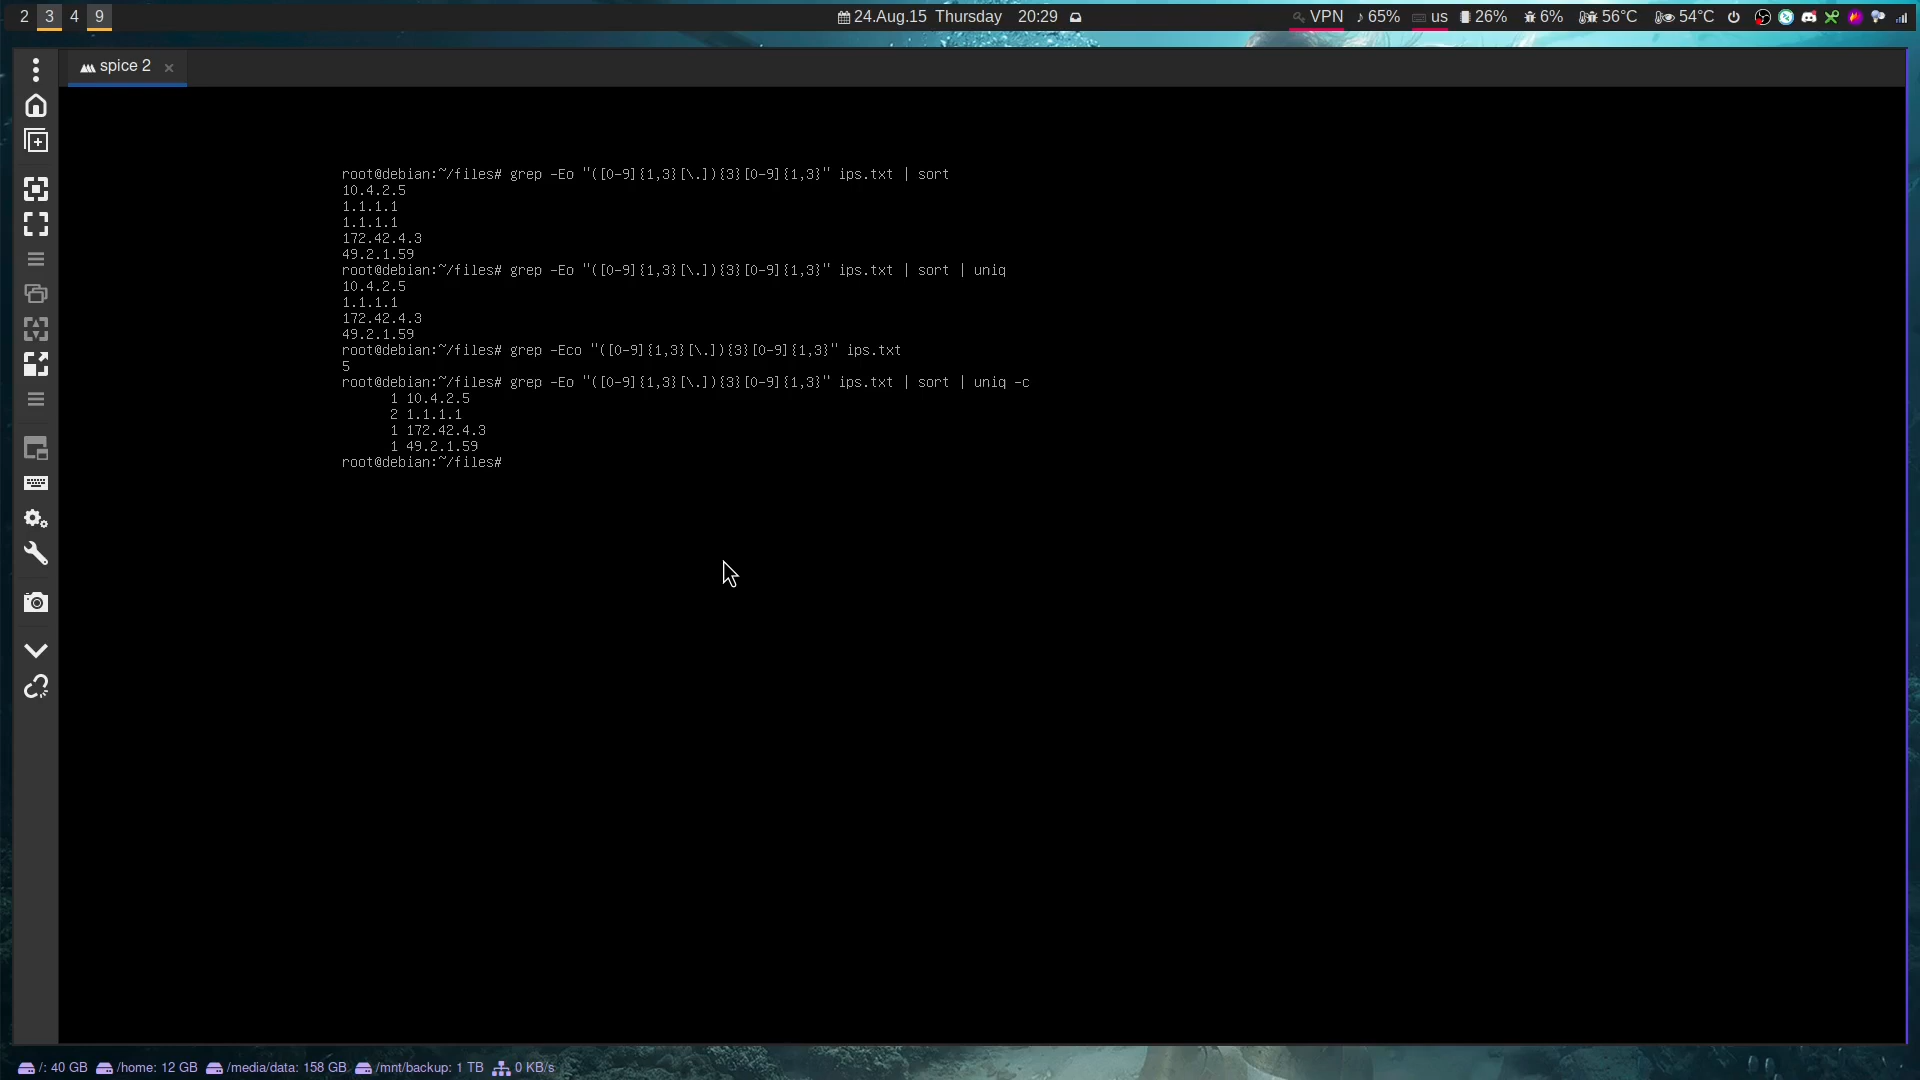 2 3 4 9
24.Aug.15 Thursday 20:29
VPN 65% us 26% 6% 56°C 54°C
spice 2
root@debian:~/files# grep -Eo "([0-9]{1,3}[\.]){3}[0-9]{1,3}" ips.txt | sort
10.4.2.5
1.1.1.1
1.1.1.1
172.42.4.3
49.2.1.59
root@debian:~/files# grep -Eo "([0-9]{1,3}[\.]){3}[0-9]{1,3}" ips.txt | sort | uniq
10.4.2.5
1.1.1.1
172.42.4.3
49.2.1.59
root@debian:~/files# grep -Eco "([0-9]{1,3}[\.]){3}[0-9]{1,3}" ips.txt
5
root@debian:~/files# grep -Eo "([0-9]{1,3}[\.]){3}[0-9]{1,3}" ips.txt | sort | uniq -c
1 10.4.2.5
2 1.1.1.1
1 172.42.4.3
1 49.2.1.59
root@debian:~/files#
/: 40 GB /home: 12 GB /media/data: 158 GB /mnt/backup: 1 TB 0 KB/s